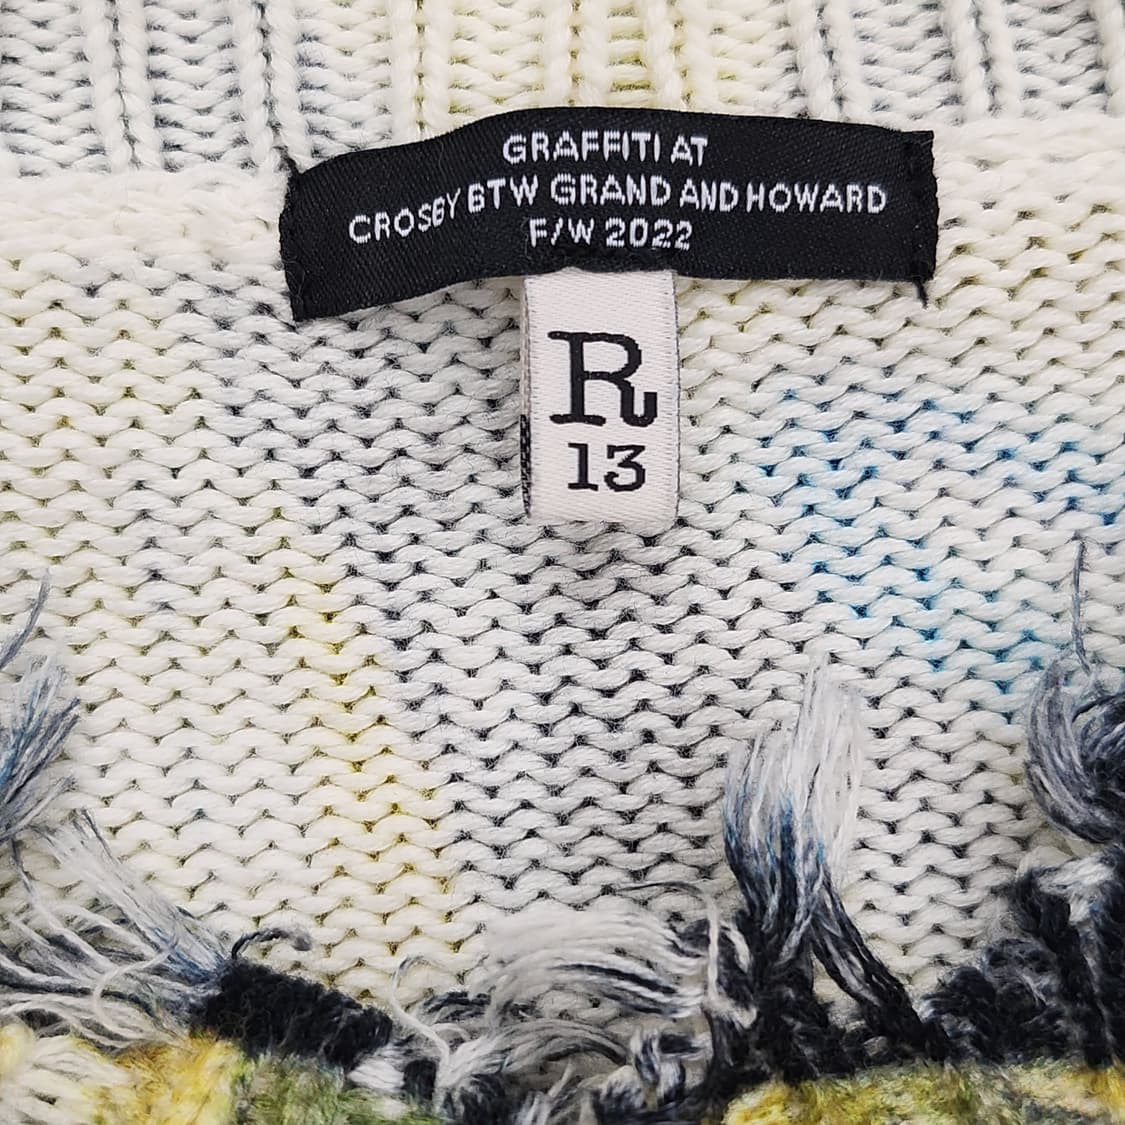 GRAFFITI AT
CROSBY BTW GRAND AND HOWARD
F/W 2022
R
13